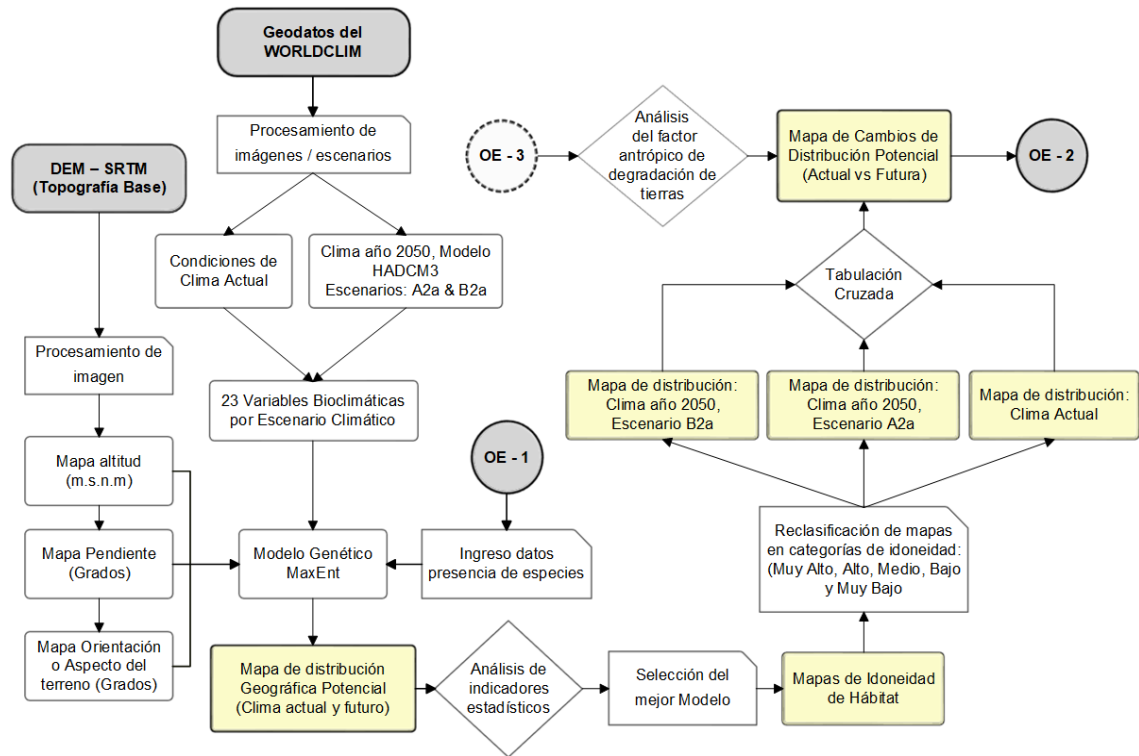 Geodatos del
WORLDCLIM
Procesamiento de
imágenes / escenarios
DEM – SRTM
(Topografía Base)
Condiciones de
Clima Actual
Clima año 2050, Modelo
HADCM3
Escenarios: A2a & B2a
Procesamiento de
imagen
23 Variables Bioclimáticas
por Escenario Climático
Mapa altitud
(m.s.n.m)
Mapa Pendiente
(Grados)
Mapa Orientación
o Aspecto del
terreno (Grados)
OE - 1
Modelo Genético
MaxEnt
Ingreso datos
presencia de especies
Mapa de distribución
Geográfica Potencial
(Clima actual y futuro)
Análisis de
indicadores
estadísticos
Selección del
mejor Modelo
Mapas de Idoneidad
de Hábitat
Reclasificación de mapas
en categorías de idoneidad:
(Muy Alto, Alto, Medio, Bajo
y Muy Bajo
Mapa de distribución:
Clima año 2050,
Escenario B2a
Mapa de distribución:
Clima año 2050,
Escenario A2a
Mapa de distribución:
Clima Actual
Tabulación
Cruzada
OE - 3
Análisis
del factor
antrópico de
degradación de
tierras
Mapa de Cambios de
Distribución Potencial
(Actual vs Futura)
OE - 2